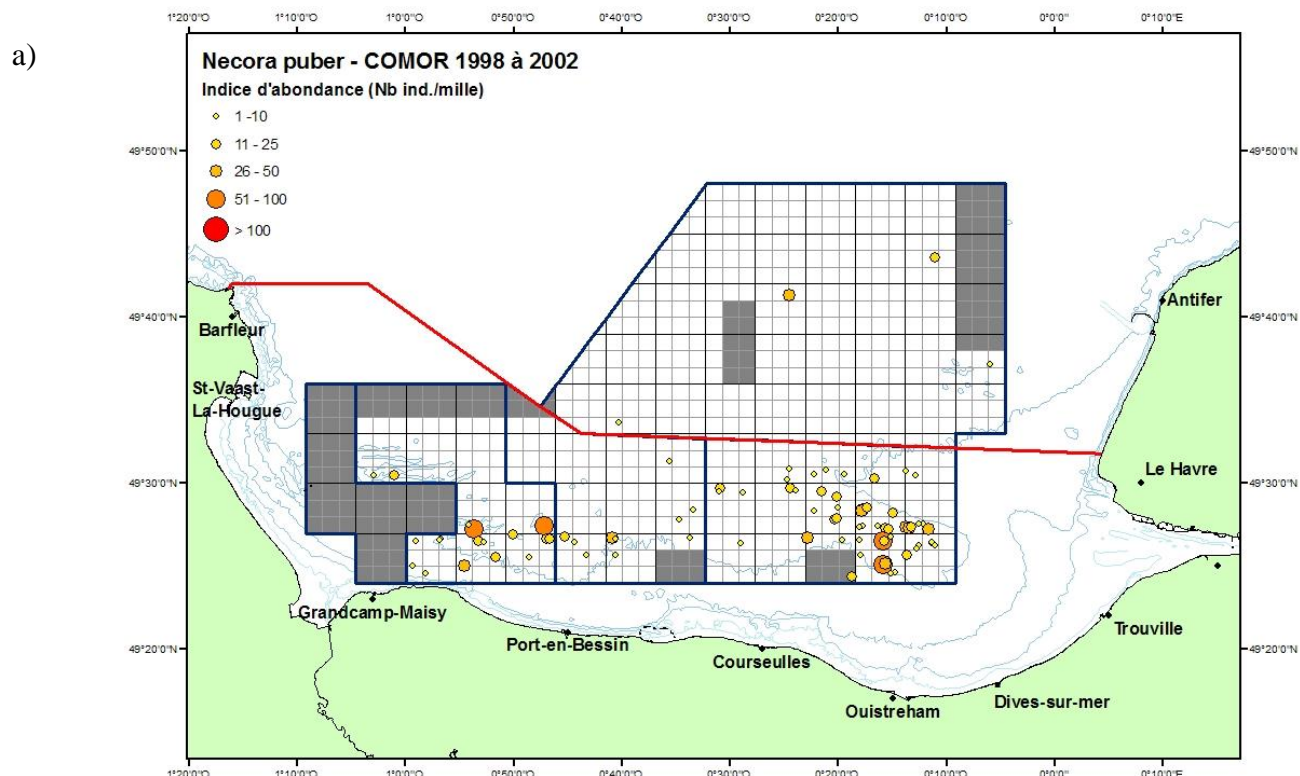 a)
1°20'0"O 1°10'0"O 1°0'0"O 0°50'0"O 0°40'0"O 0°30'0"O 0°20'0"O 0°10'0"O 0°0'0" 0°10'0"E
Necora puber - COMOR 1998 à 2002
Indice d'abondance (Nb ind./mille)
1 -10
11 - 25
26 - 50
51 - 100
> 100
49°50'0"N 49°50'0"N
Antifer
49°40'0"N 49°40'0"N
Barfleur
St-Vaast-
La-Hougue
Le Havre
49°30'0"N 49°30'0"N
Grandcamp-Maisy
Trouville
Port-en-Bessin
49°20'0"N 49°20'0"N
Courseulles
Dives-sur-mer
Ouistreham
1°20'0"O 1°10'0"O 1°0'0"O 0°50'0"O 0°40'0"O 0°30'0"O 0°20'0"O 0°10'0"O 0°0'0" 0°10'0"E